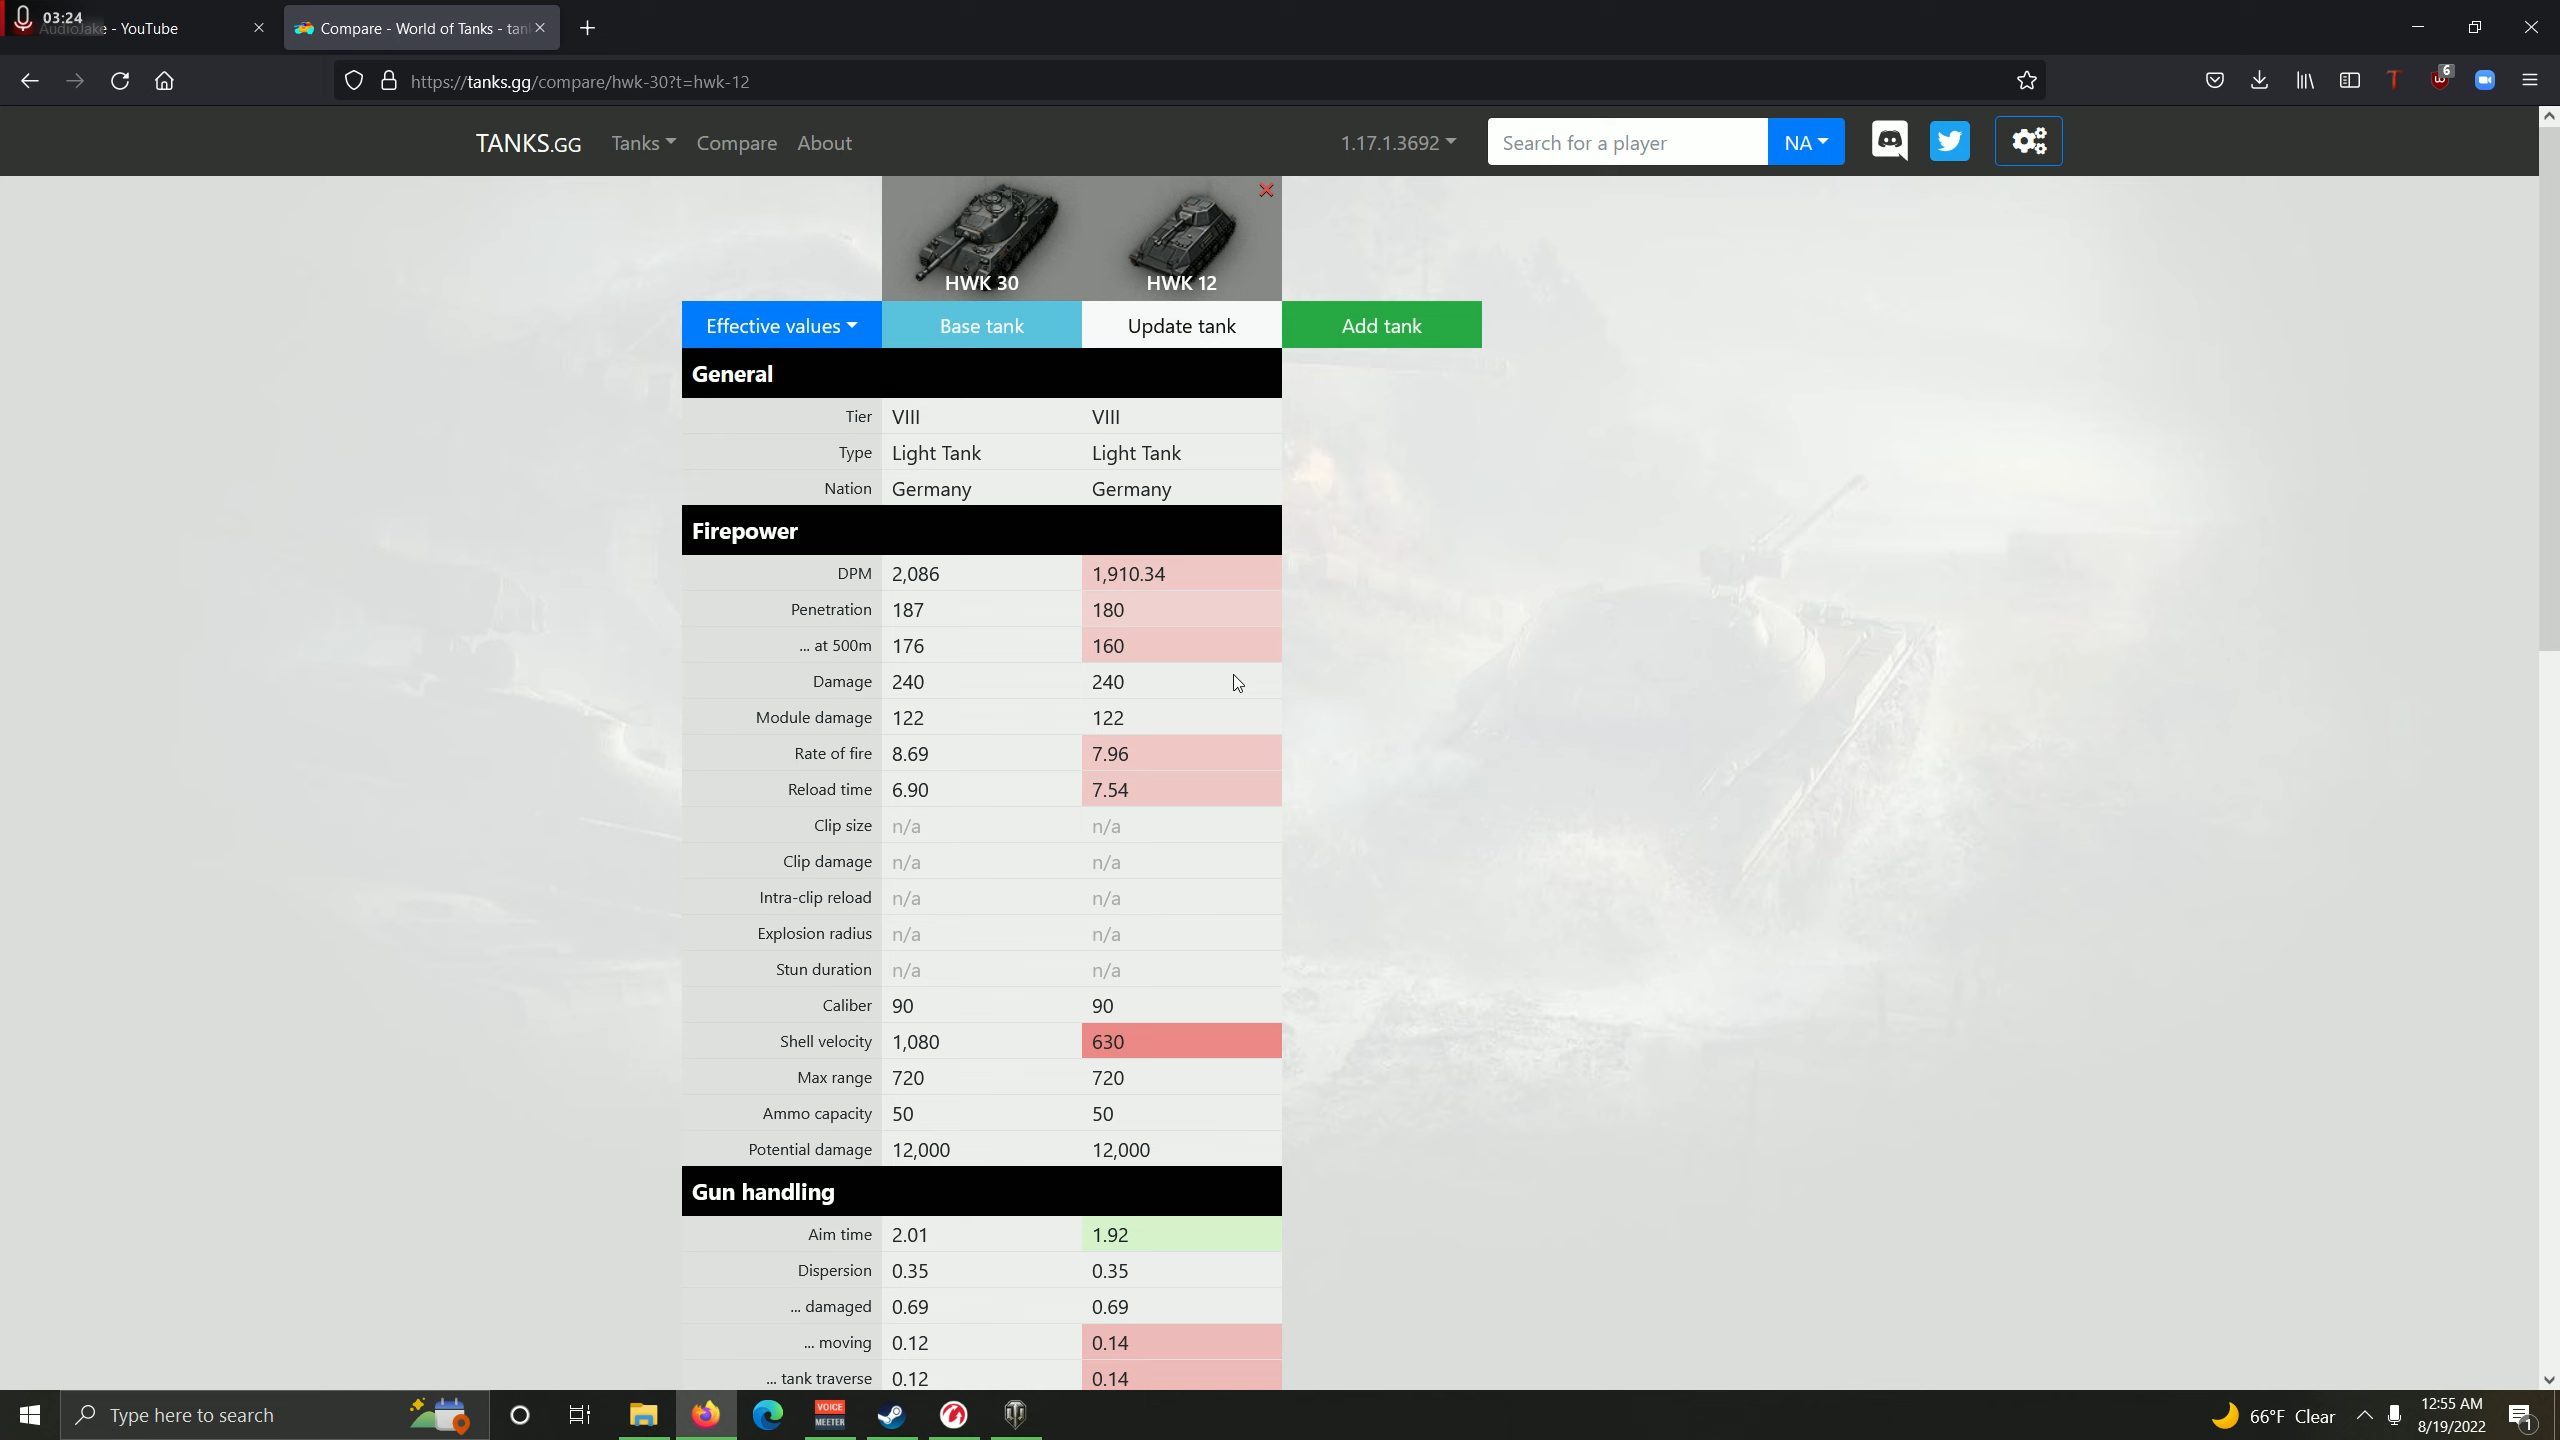 03:24
AudioJake - YouTube
Compare - World of Tanks - tan
https://tanks.gg/compare/hwk-30?t=hwk-12
6
TANKS.GG Tanks Compare About 1.17.1.3692 Search for a player NA
HWK 30 HWK 12
Effective values Base tank Update tank Add tank
General
Tier VIII VIII
Type Light Tank Light Tank
Nation Germany Germany
Firepower
DPM 2,086 1,910.34
Penetration 187 180
... at 500m 176 160
Damage 240 240
Module damage 122 122
Rate of fire 8.69 7.96
Reload time 6.90 7.54
Clip size n/a n/a
Clip damage n/a n/a
Intra-clip reload n/a n/a
Explosion radius n/a n/a
Stun duration n/a n/a
Caliber 90 90
Shell velocity 1,080 630
Max range 720 720
Ammo capacity 50 50
Potential damage 12,000 12,000
Gun handling
Aim time 2.01 1.92
Dispersion 0.35 0.35
... damaged 0.69 0.69
... moving 0.12 0.14
... tank traverse 0.12 0.14
Type here to search
VOICE
MEETER
66°F Clear
12:55 AM
8/19/2022
1